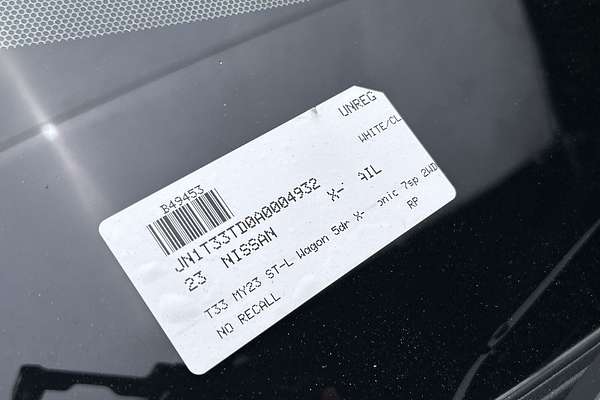 UNREG
B49453 WHITE/CL
JN1T33TD0A0004932
23 NISSAN X- AIL
T33 MY23 ST-L Wagon 5dr X- onic 7sp 2WD
NO RECALL RP